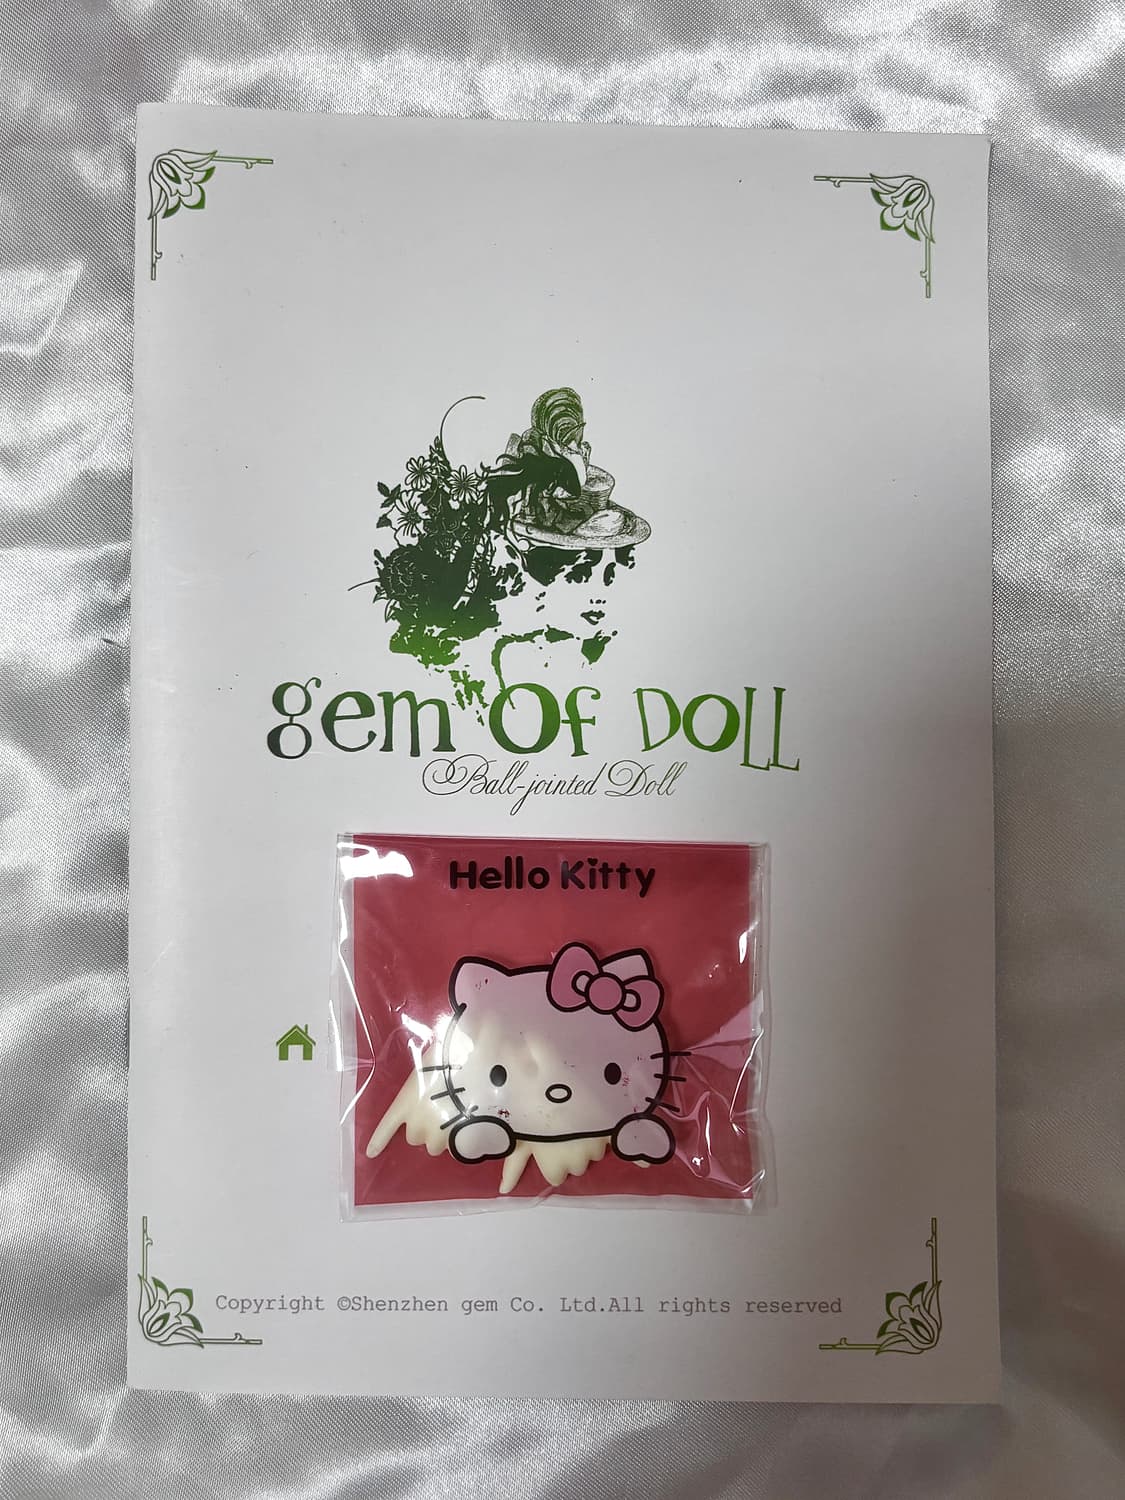 gem Of DOLL
Ball-jointed Doll
Hello Kitty
Copyright ©Shenzhen gem Co. Ltd.All rights reserved